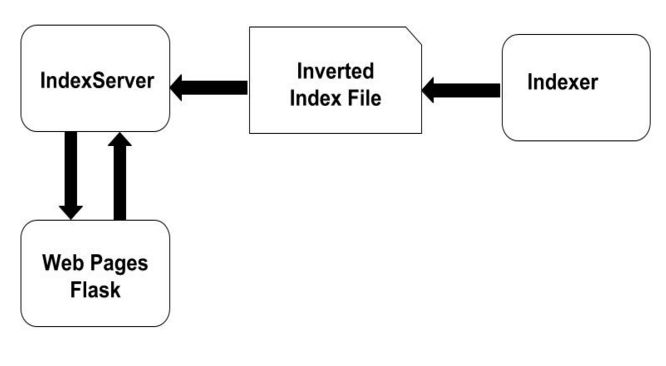 IndexServer
Inverted
Index File
Indexer
Web Pages
Flask